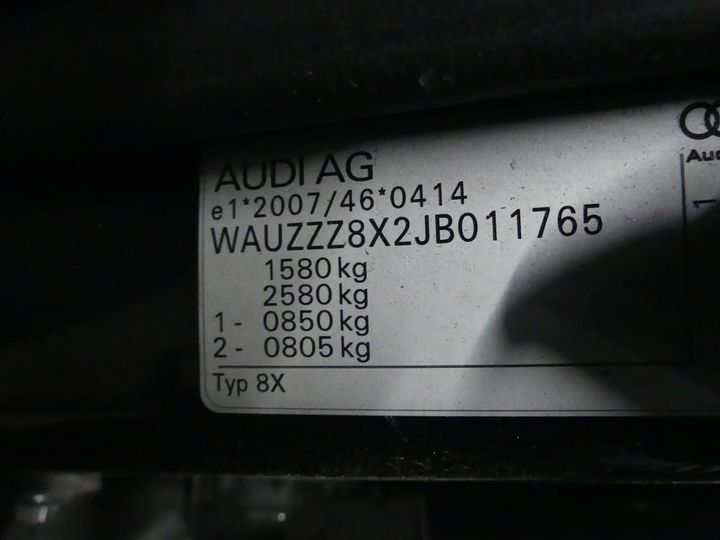 AUDI AG
e1*2007/46*0414
WAUZZZ8X2JB011765
1580 kg
2580 kg
1 - 0850 kg
2 - 0805 kg
Typ 8X
1